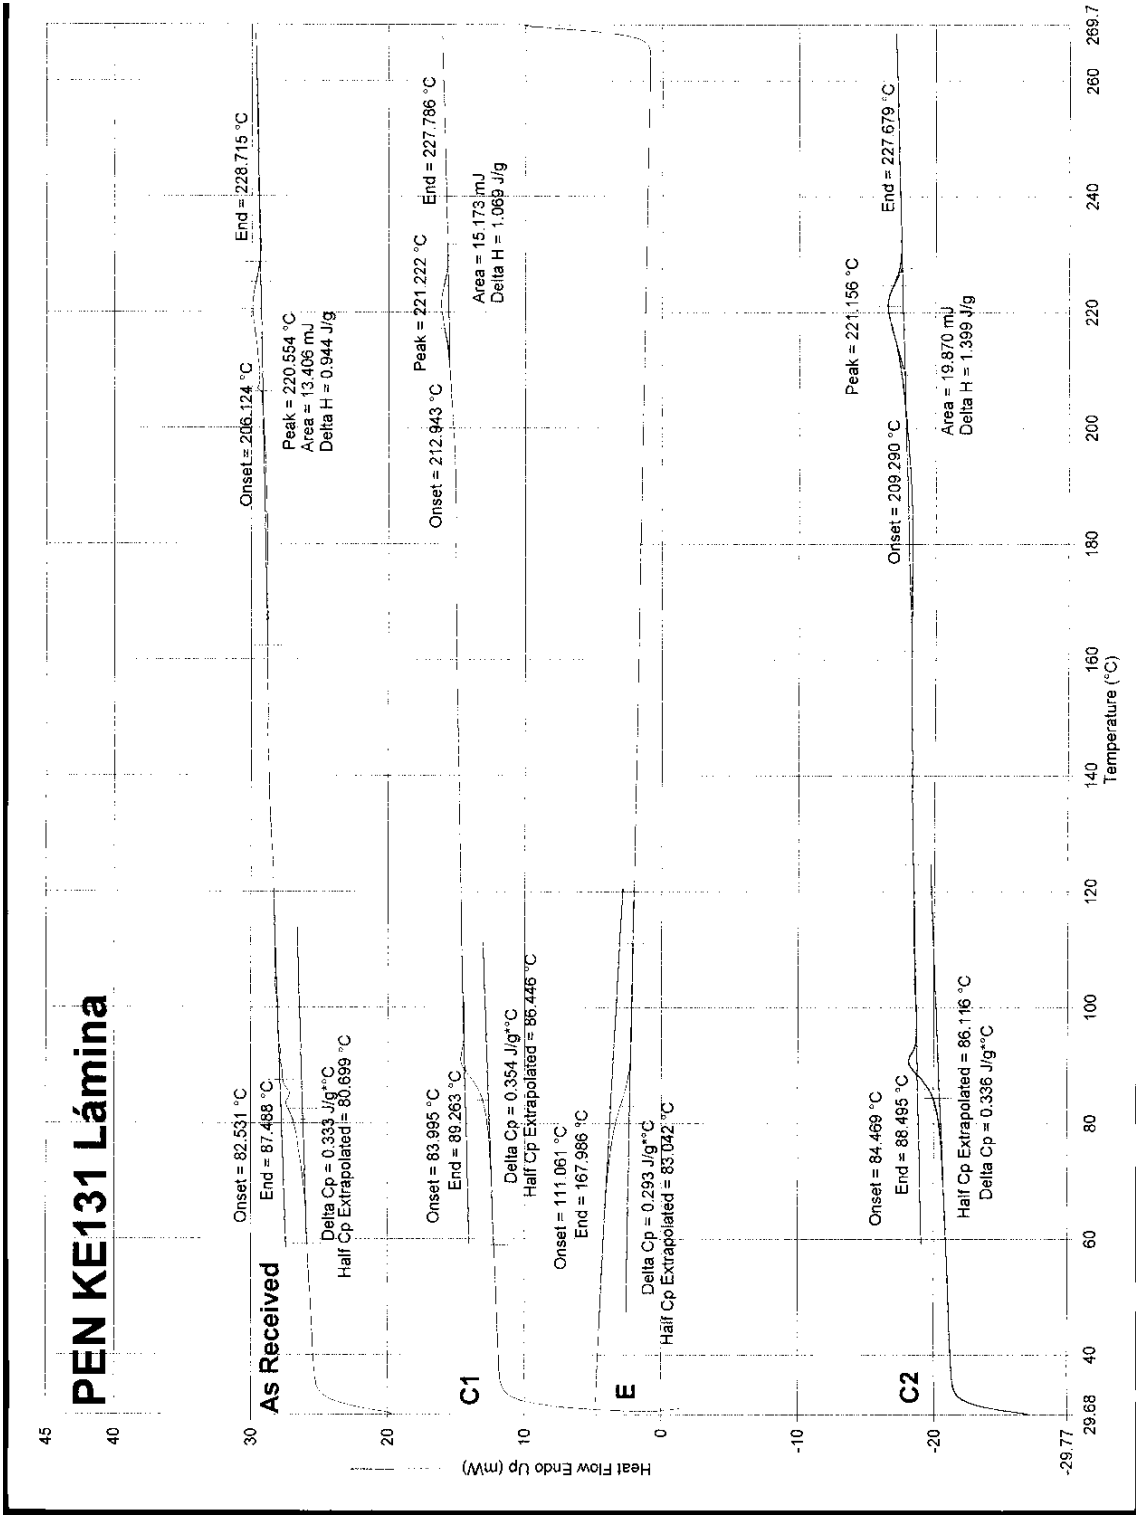 PEN KE131 Lámina
As Received
Onset = 82.531 °C
End = 87.488 °C
Delta Cp = 0.333 J/g*°C
Half Cp Extrapolated = 80.699 °C
Onset = 206.124 °C
End = 228.715 °C
Peak = 220.554 °C
Area = 13.406 mJ
Delta H = 0.944 J/g
C1
Onset = 83.995 °C
End = 89.263 °C
Delta Cp = 0.354 J/g*°C
Half Cp Extrapolated = 86.446 °C
Onset = 212.943 °C
Peak = 221.222 °C
End = 227.786 °C
Area = 15.173 mJ
Delta H = 1.069 J/g
E
Onset = 111.061 °C
End = 167.986 °C
Delta Cp = 0.293 J/g*°C
Half Cp Extrapolated = 83.042 °C
C2
Onset = 84.469 °C
End = 88.495 °C
Half Cp Extrapolated = 86.116 °C
Delta Cp = 0.336 J/g*°C
Onset = 209.290 °C
Peak = 221.156 °C
End = 227.679 °C
Area = 19.870 mJ
Delta H = 1.399 J/g
Heat Flow Endo Up (mW)
45
40
30
20
10
0
-10
-20
-29.77
29.68
40
60
80
100
120
140
160
180
200
220
240
260
269.7
Temperature (°C)